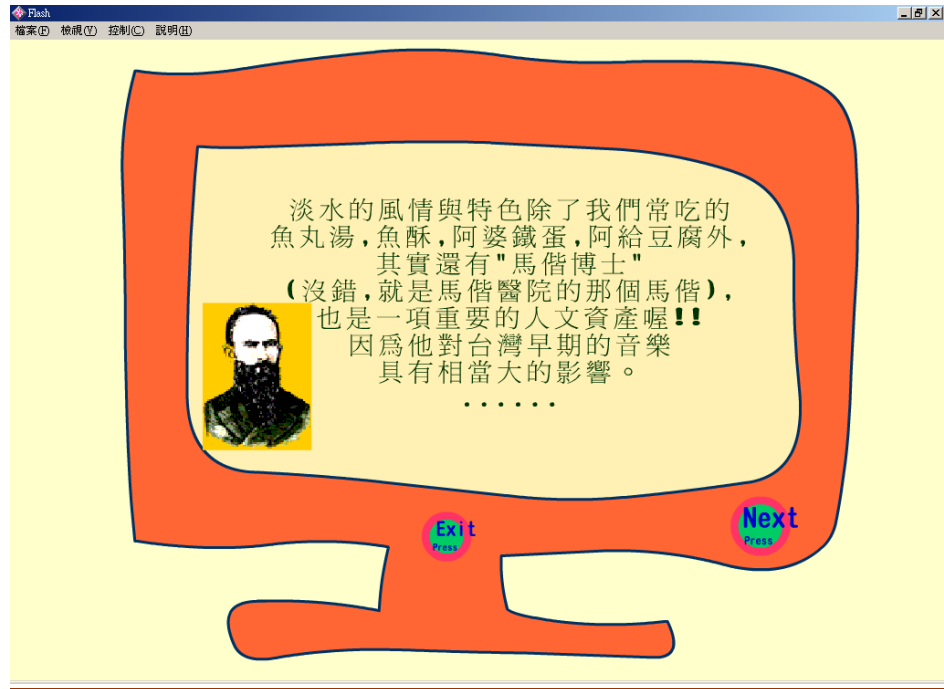 Flash
檔案(F) 檢視(V) 控制(C) 說明(H)
淡水的風情與特色除了我們常吃的
魚丸湯,魚酥,阿婆鐵蛋,阿給豆腐外,
其實還有"馬偕博士"
(沒錯,就是馬偕醫院的那個馬偕),
也是一項重要的人文資產喔!!
因爲他對台灣早期的音樂
具有相當大的影響。
......
Exit
Press
Next
Press